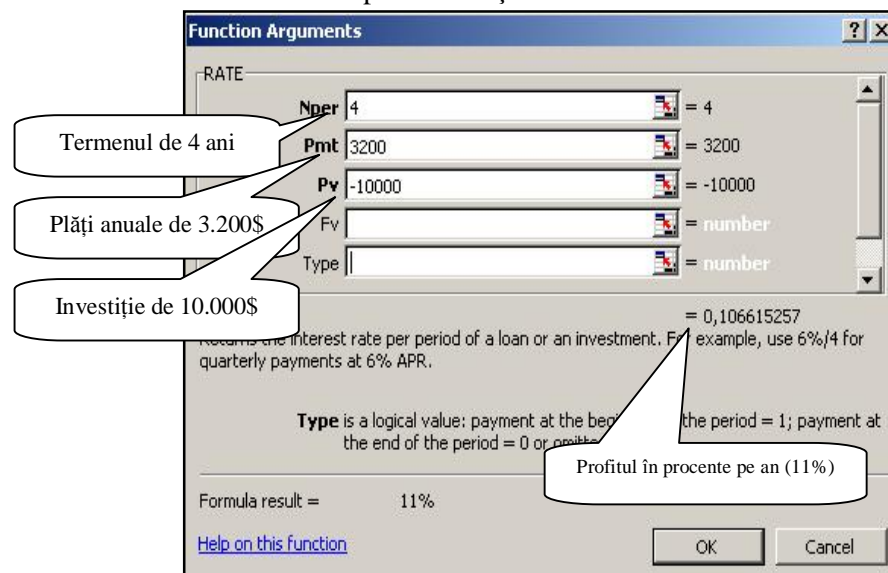 Function Arguments
RATE
Nper 4 = 4
Termenul de 4 ani
Pmt 3200 = 3200
Pv -10000 = -10000
Plăți anuale de 3.200$
Fv = number
Type = number
Investiție de 10.000$
= 0,106615257
the interest rate per period of a loan or an investment. For example, use 6%/4 for
quarterly payments at 6% APR.
Type is a logical value: payment at the the period = 1; payment at
the end of the period = 0 or
Profitul în procente pe an (11%)
Formula result = 11%
Help on this function
OK Cancel